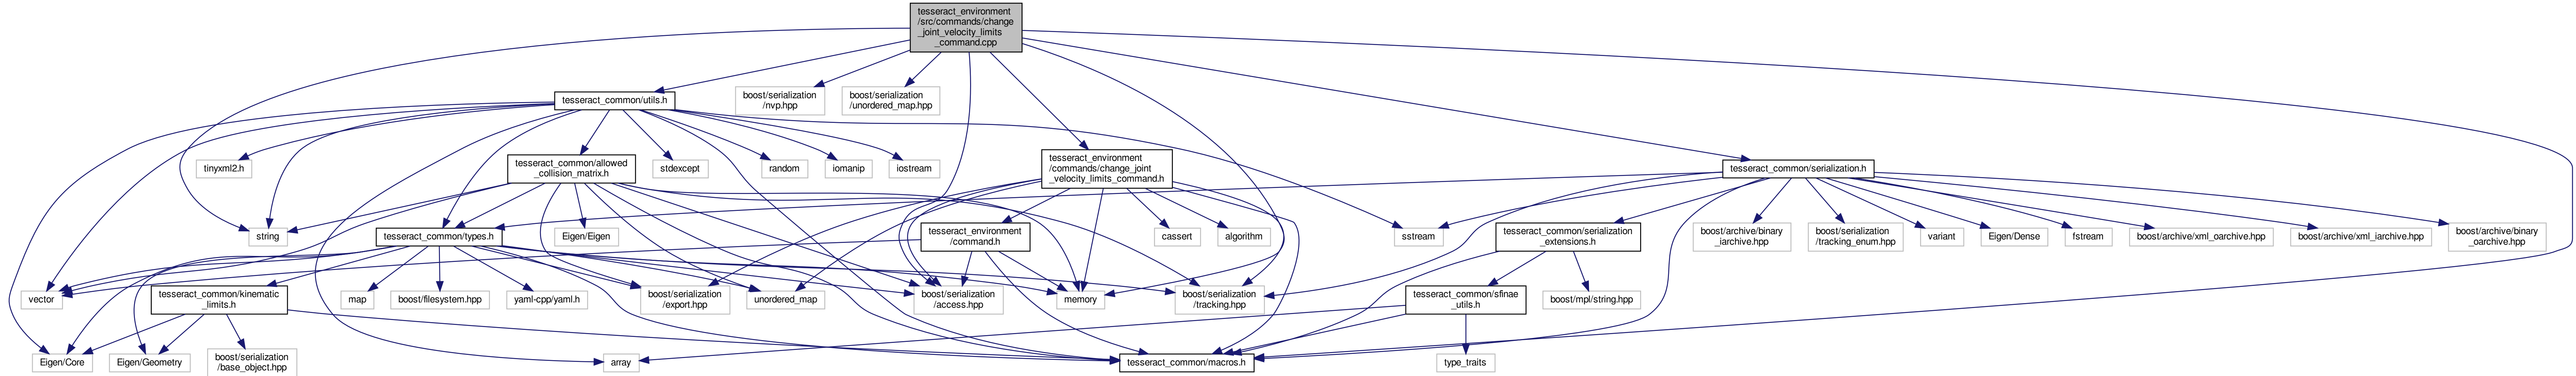 tesseract_environment
/src/commands/change
_joint_velocity_limits
_command.cpp
tesseract_common/utils.h
boost/serialization
/nvp.hpp
boost/serialization
/unordered_map.hpp
tinyxml2.h
tesseract_common/allowed
_collision_matrix.h
stdexcept
random
iomanip
iostream
tesseract_environment
/commands/change_joint
_velocity_limits_command.h
tesseract_common/serialization.h
string
tesseract_common/types.h
Eigen/Eigen
tesseract_environment
/command.h
cassert
algorithm
sstream
tesseract_common/serialization
_extensions.h
boost/archive/binary
_iarchive.hpp
boost/serialization
/tracking_enum.hpp
variant
Eigen/Dense
fstream
boost/archive/xml_oarchive.hpp
boost/archive/xml_iarchive.hpp
boost/archive/binary
_oarchive.hpp
vector
tesseract_common/kinematic
_limits.h
map
boost/filesystem.hpp
yaml-cpp/yaml.h
boost/serialization
/export.hpp
unordered_map
boost/serialization
/access.hpp
memory
boost/serialization
/tracking.hpp
tesseract_common/sfinae
_utils.h
boost/mpl/string.hpp
Eigen/Core
Eigen/Geometry
boost/serialization
/base_object.hpp
array
tesseract_common/macros.h
type_traits